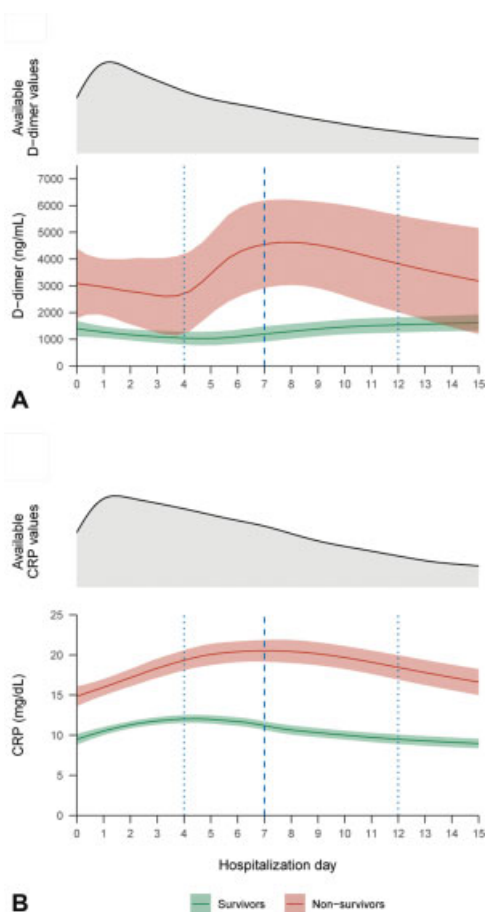 Available
D-dimer values
D-dimer (ng/mL)
7000
6000
5000
4000
3000
2000
1000
0
0 1 2 3 4 5 6 7 8 9 10 11 12 13 14 15
A
Available
CRP values
CRP (mg/dL)
25
20
15
10
5
0
0 1 2 3 4 5 6 7 8 9 10 11 12 13 14 15
Hospitalization day
B
Survivors Non-survivors